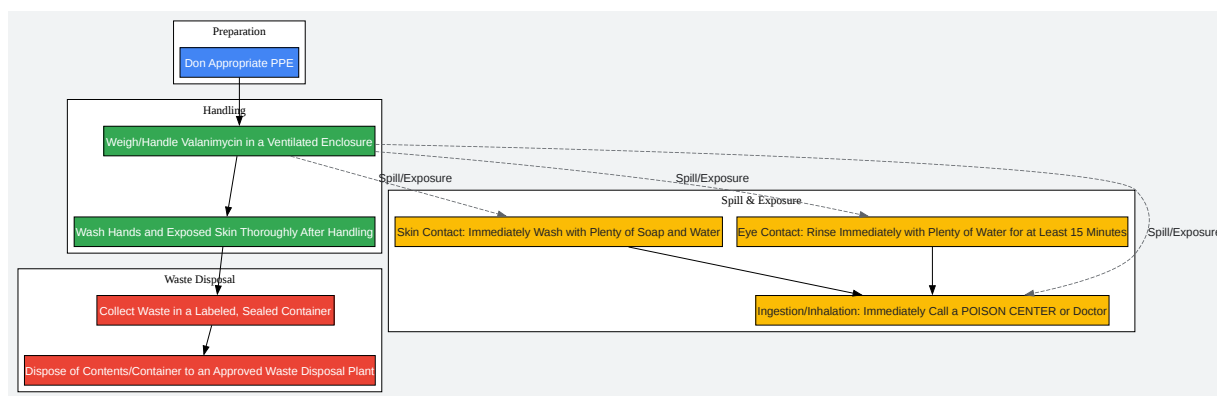 Preparation
Don Appropriate PPE
Handling
Weigh/Handle Valanimycin in a Ventilated Enclosure
Spill/Exposure
Spill/Exposure
Spill & Exposure
Wash Hands and Exposed Skin Thoroughly After Handling
Skin Contact: Immediately Wash with Plenty of Soap and Water
Eye Contact: Rinse Immediately with Plenty of Water for at Least 15 Minutes
Spill/Exposure
Waste Disposal
Collect Waste in a Labeled, Sealed Container
Ingestion/Inhalation: Immediately Call a POISON CENTER or Doctor
Dispose of Contents/Container to an Approved Waste Disposal Plant